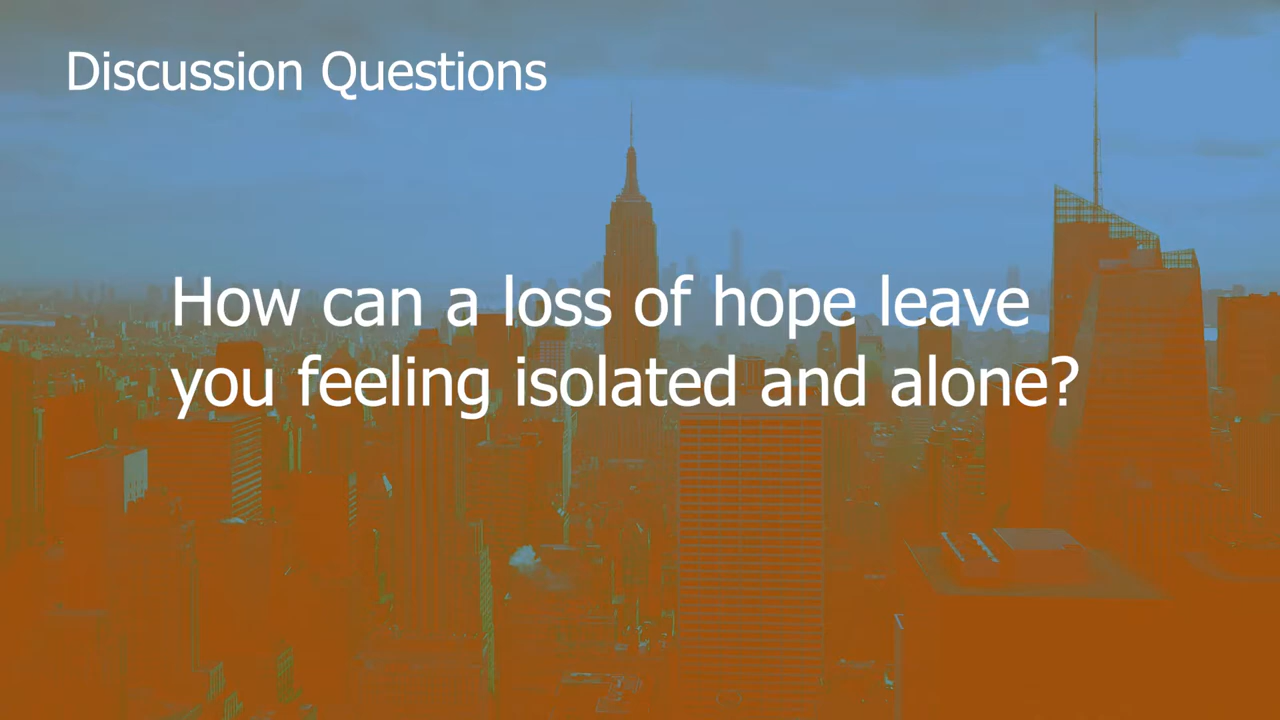 Discussion Questions
How can a loss of hope leave
you feeling isolated and alone?